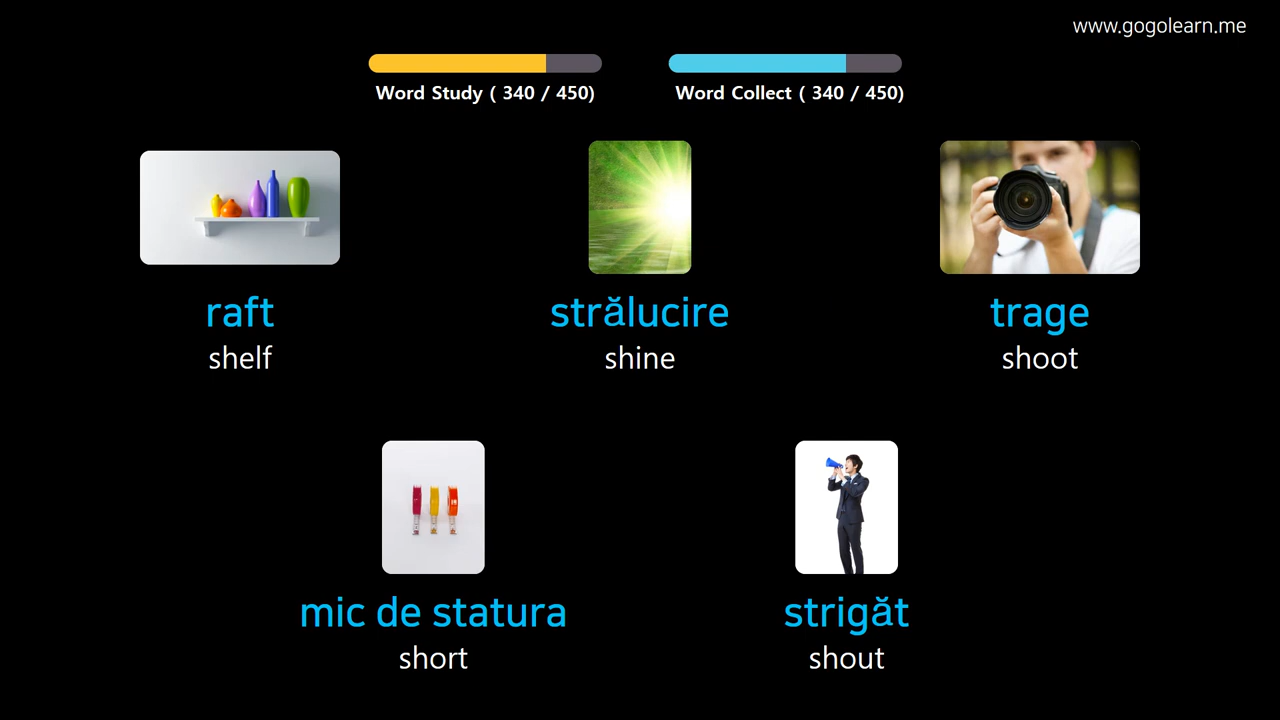 www.gogolearn.me
Word Study ( 340 / 450)
Word Collect ( 340 / 450)
raft
shelf
strălucire
shine
trage
shoot
mic de statura
short
strigăt
shout